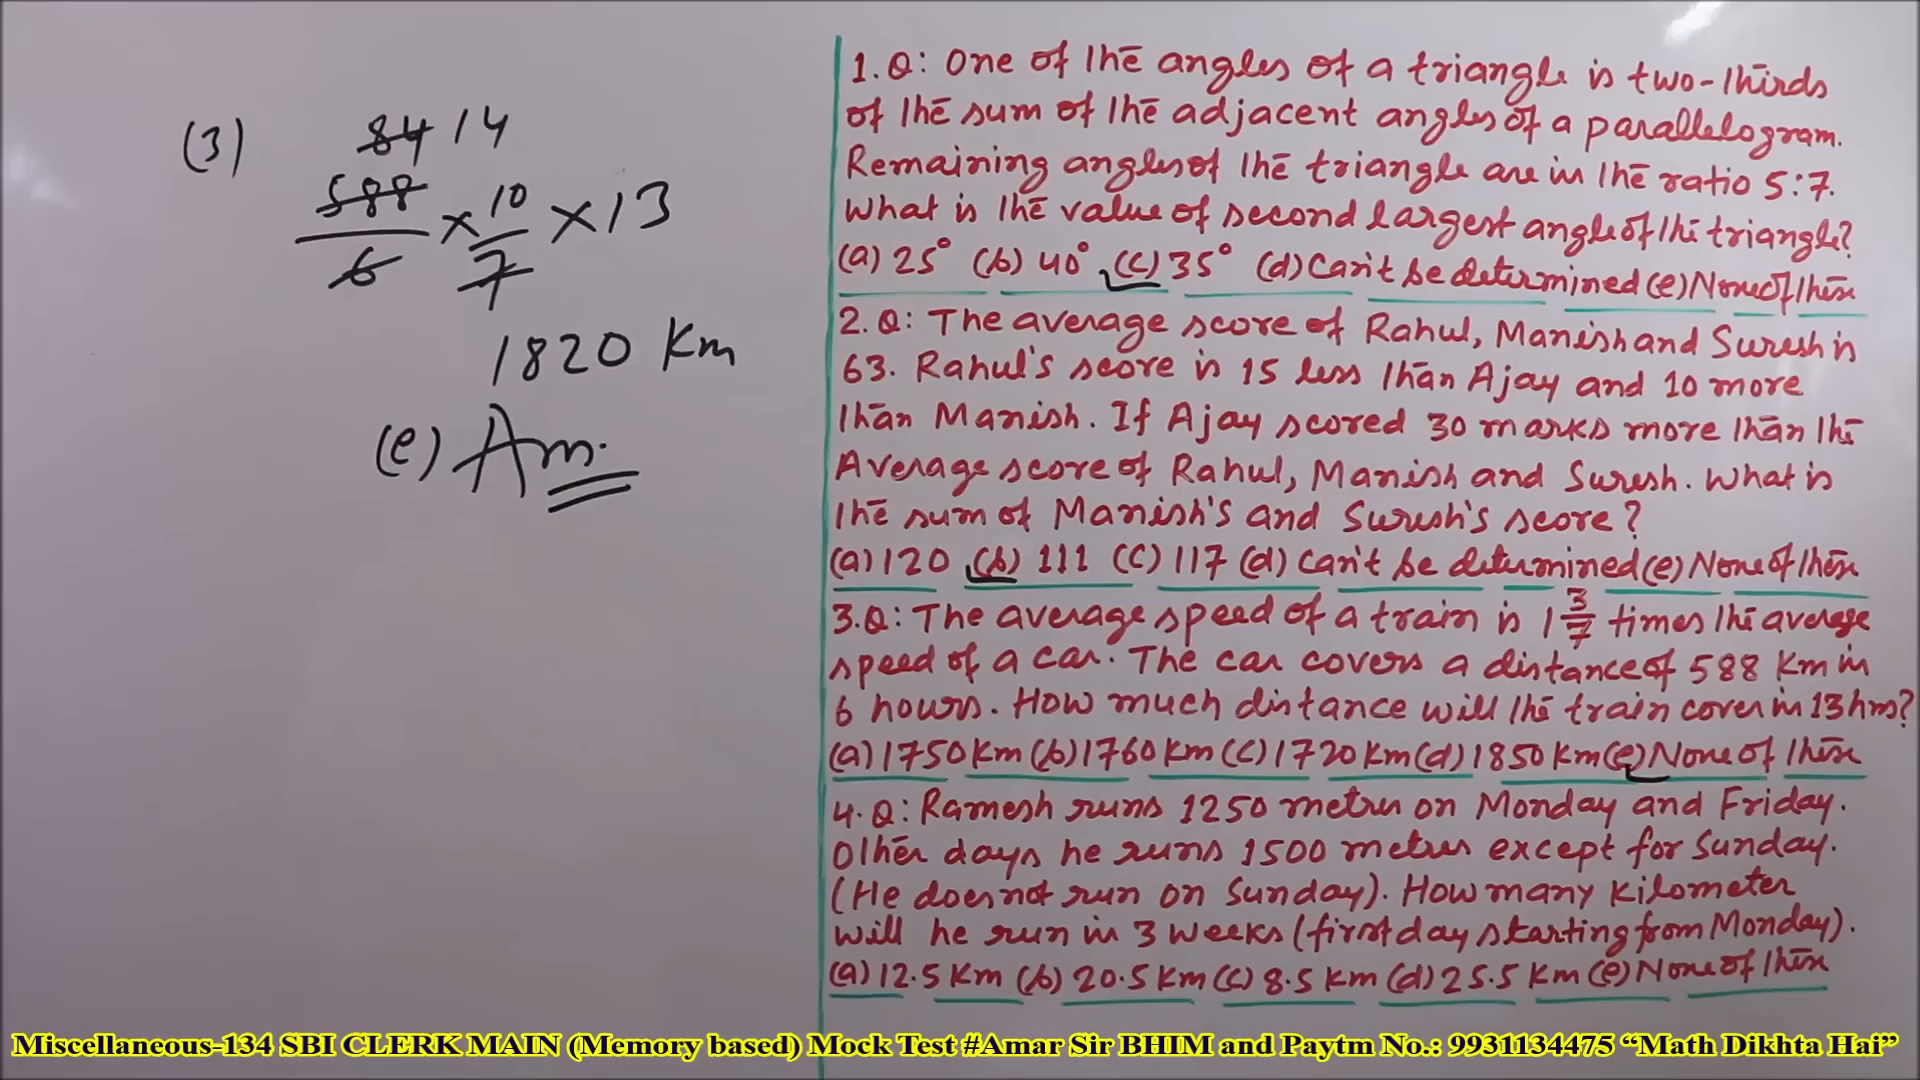 (3)
84 14
588
6
× 10
7
× 13
1820 Km
(e) Ans.
1.Q: One of the angles of a triangle is two-thirds
of the sum of the adjacent angles of a parallelogram.
Remaining angles of the triangle are in the ratio 5:7.
What is the value of second largest angle of the triangle?
(a) 25° (b) 40° (c) 35° (d) Can't be determined (e) None of these
2.Q: The average score of Rahul, Manish and Suresh is
63. Rahul's score is 15 less than Ajay and 10 more
than Manish. If Ajay scored 30 marks more than the
Average score of Rahul, Manish and Suresh. What is
the sum of Manish's and Suresh's score?
(a) 120 (b) 111 (c) 117 (d) Can't be determined (e) None of these
3.Q: The average speed of a train is 1 3/7 times the average
speed of a car. The car covers a distance of 588 Km in
6 hours. How much distance will the train cover in 13 hrs?
(a) 1750 Km (b) 1760 Km (c) 1720 Km (d) 1850 Km (e) None of these
4.Q: Ramesh runs 1250 metres on Monday and Friday.
Other days he runs 1500 metres except for Sunday.
(He does not run on Sunday). How many kilometer
will he run in 3 weeks (first day starting from Monday).
(a) 12.5 Km (b) 20.5 Km (c) 8.5 Km (d) 25.5 Km (e) None of these
Miscellaneous-134 SBI CLERK MAIN (Memory based) Mock Test #Amar Sir BHIM and Paytm No.: 9931134475 “Math Dikhta Hai”